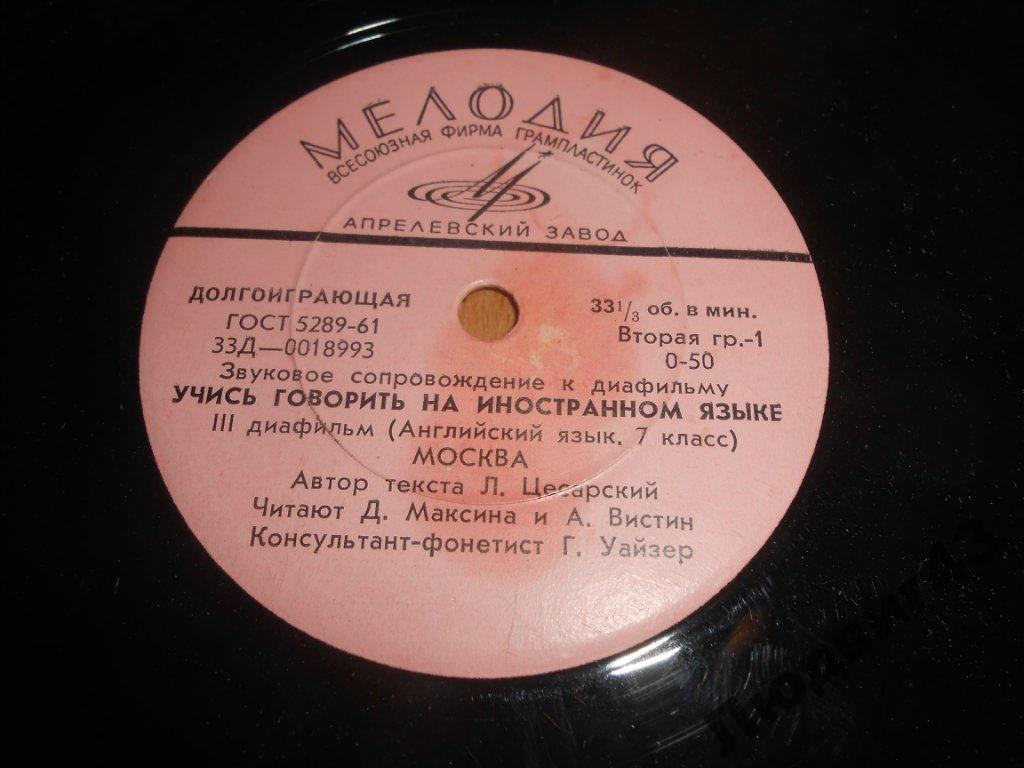 МЕЛОДИЯ
ВСЕСОЮЗНАЯ ФИРМА ГРАМПЛАСТИНОК
АПРЕЛЕВСКИЙ ЗАВОД
ДОЛГОИГРАЮЩАЯ
ГОСТ 5289-61
33Д—0018993
33 1/3 об. в мин.
Вторая гр.-1
0-50
Звуковое сопровождение к диафильму
УЧИСЬ ГОВОРИТЬ НА ИНОСТРАННОМ ЯЗЫКЕ
III диафильм (Английский язык. 7 класс)
МОСКВА
Автор текста Л. Цесарский
Читают Д. Максина и А. Вистин
Консультант-фонетист Г. Уайзер
Людвиг43